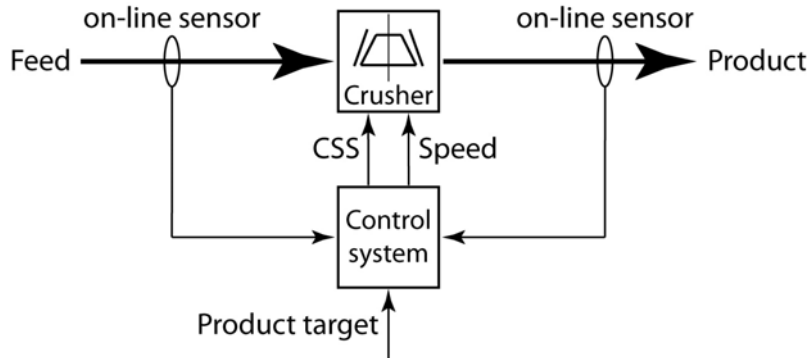 on-line sensor
on-line sensor
Feed
Product
Crusher
CSS
Speed
Control
system
Product target